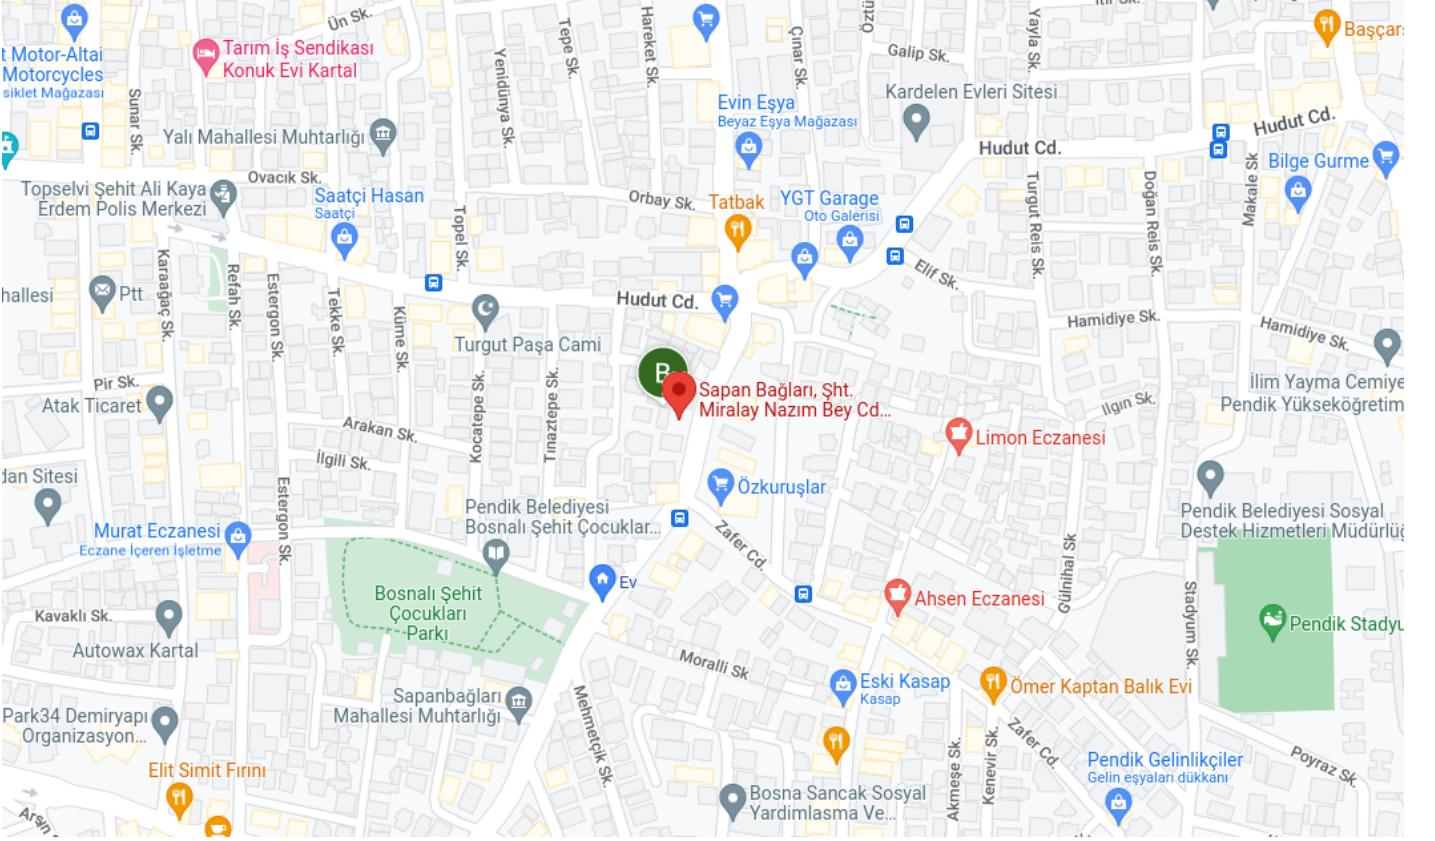 Ün Sk.
Itır Sk.
t Motor-Altai
Motorcycles
siklet Mağazası
Tarım İş Sendikası
Konuk Evi Kartal
Tepe Sk.
Hareket Sk.
Çınar Sk.
Galip Sk.
Yayla Sk.
Başçarş
Yenidünya Sk.
Sunar Sk.
Evin Eşya
Beyaz Eşya Mağazası
Kardelen Evleri Sitesi
Hudut Cd.
Hudut Cd.
Yalı Mahallesi Muhtarlığı
Bilge Gurme
Ovacık Sk.
Topselvi Şehit Ali Kaya
Erdem Polis Merkezi
Saatçi Hasan
Saatçi
Topel Sk.
Orbay Sk.
Tatbak
YGT Garage
Oto Galerisi
Turgut Reis Sk.
Doğan Reis Sk.
Makale Sk
Elif Sk.
Karaağaç Sk.
Refah Sk.
Estergon Sk.
Tekke Sk.
Küme Sk.
hallesi
Ptt
Hudut Cd.
Turgut Paşa Cami
Hamidiye Sk.
Hamidiye Sk.
B
Sapan Bağları, Şht.
Miralay Nazım Bey Cd...
Pir Sk.
Atak Ticaret
Kocatepe Sk.
Tınaztepe Sk.
Arakan Sk.
İlgili Sk.
Ilgın Sk.
İlim Yayma Cemiye
Pendik Yükseköğretim
Limon Eczanesi
dan Sitesi
Estergon Sk.
Özkuruşlar
Pendik Belediyesi
Bosnalı Şehit Çocuklar...
Pendik Belediyesi Sosyal
Destek Hizmetleri Müdürlüğ
Murat Eczanesi
Eczane İçeren İşletme
Zafer Cd.
Gülnihal Sk
Ev
Bosnalı Şehit
Çocukları
Parkı
Ahsen Eczanesi
Stadyum Sk.
Pendik Stadyu
Kavaklı Sk.
Autowax Kartal
Moralli Sk
Eski Kasap
Kasap
Ömer Kaptan Balık Evi
Sapanbağları
Mahallesi Muhtarlığı
Mehmetçik Sk.
Park34 Demiryapı
Organizasyon...
Zafer Cd.
Akmeşe Sk.
Kenevir Sk.
Poyraz Sk.
Pendik Gelinlikçiler
Gelin eşyaları dükkanı
Elit Simit Fırını
Bosna Sancak Sosyal
Yardimlasma Ve...